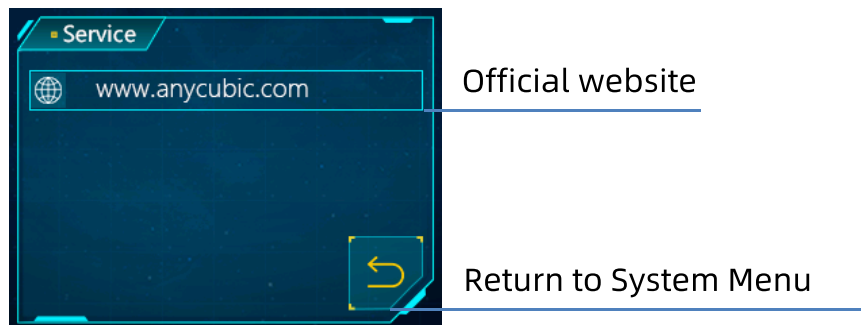 Service
www.anycubic.com
Official website
Return to System Menu